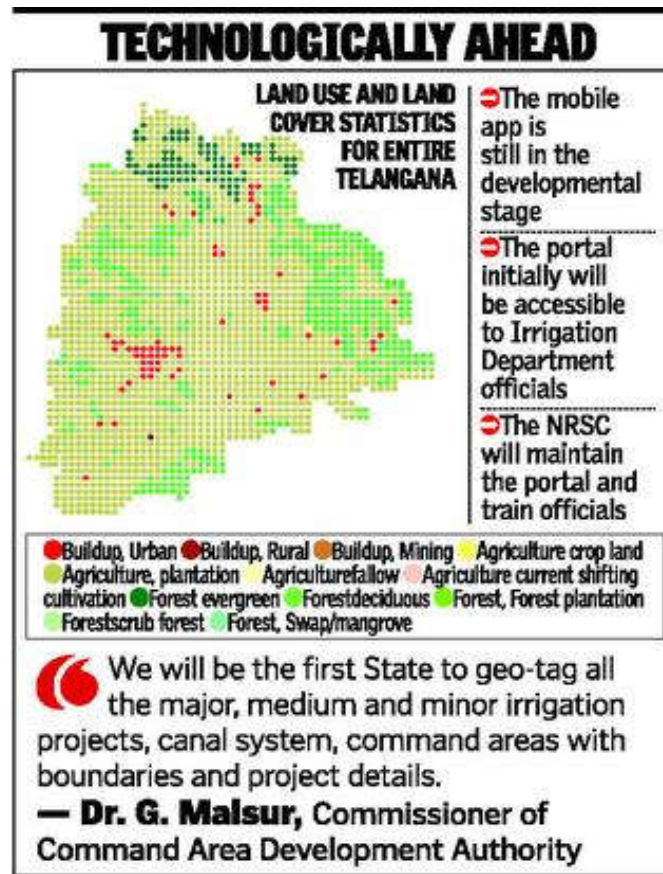 TECHNOLOGICALLY AHEAD
LAND USE AND LAND
COVER STATISTICS
FOR ENTIRE
TELANGANA
The mobile
app is
still in the
developmental
stage
The portal
initially will
be accessible
to Irrigation
Department
officials
The NRSC
will maintain
the portal and
train officials
Buildup, Urban Buildup, Rural Buildup, Mining Agriculture crop land
Agriculture, plantation Agriculturefallow Agriculture current shifting
cultivation Forest evergreen Forestdeciduous Forest, Forest plantation
Forestscrub forest Forest, Swap/mangrove
We will be the first State to geo-tag all
the major, medium and minor irrigation
projects, canal system, command areas with
boundaries and project details.
— Dr. G. Malsur, Commissioner of
Command Area Development Authority